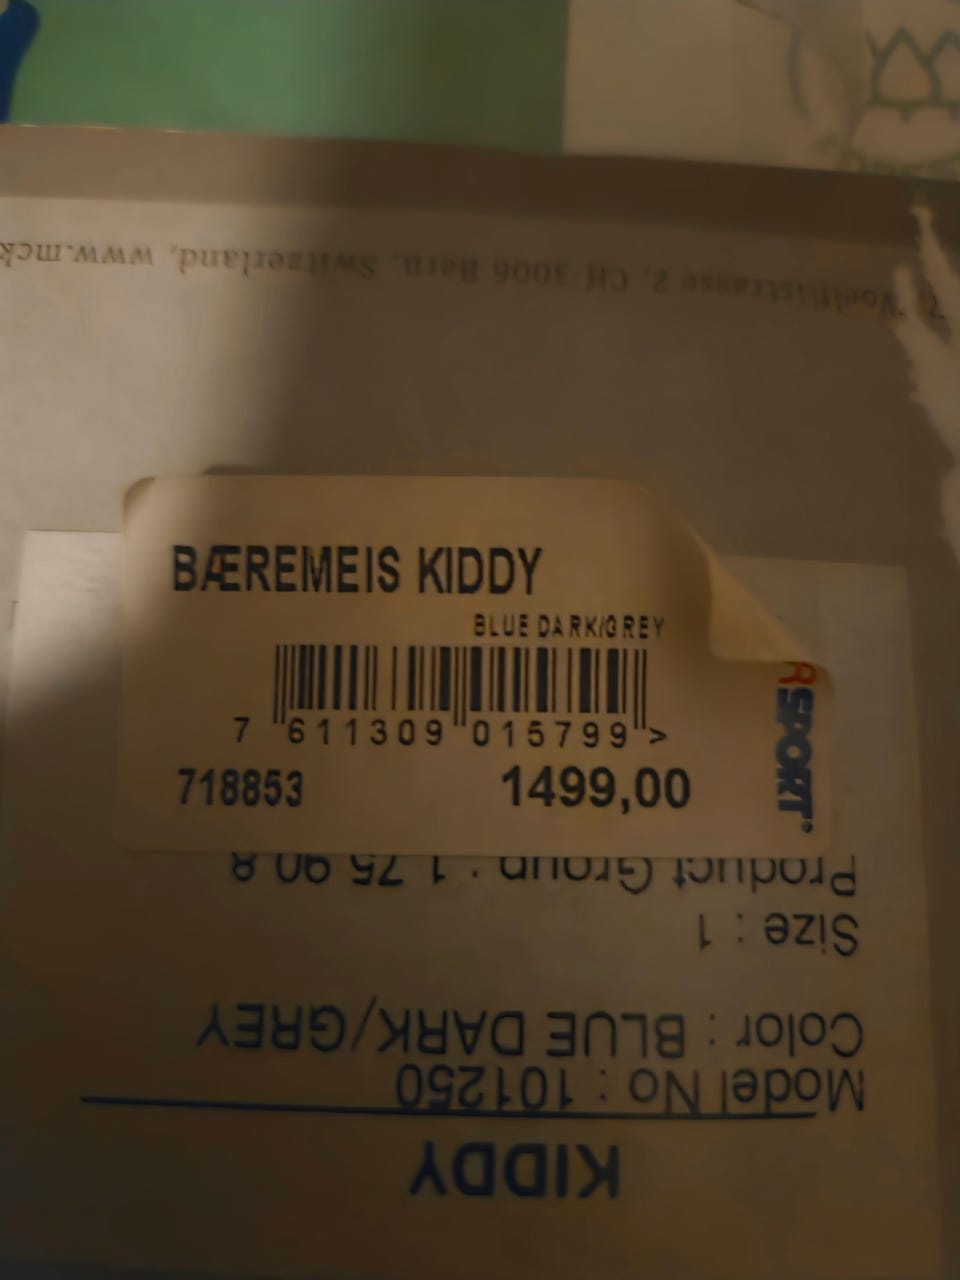 Woelflistrasse 2, CH-3006 Bern, Switzerland, www.mck
BÆREMEIS KIDDY
BLUE DARK/GREY
7 611309 015799 >
718853 1499,00
R SPORT
Product Group : 1 75 90 8
Size : 1
Color : BLUE DARK/GREY
Model No : 101250
KIDDY